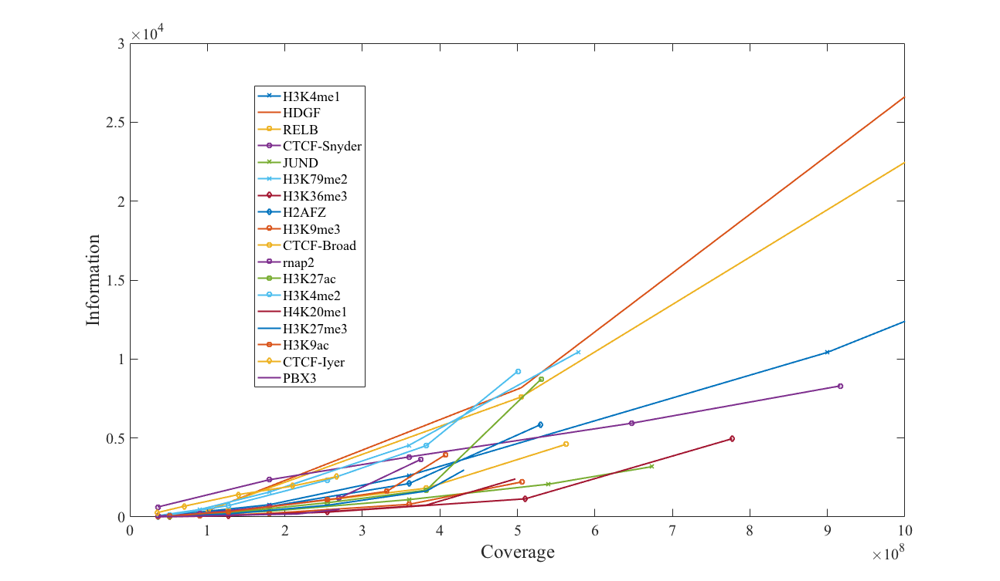 ×10^4
3
2.5
2
1.5
1
0.5
0
Information
H3K4me1
HDGF
RELB
CTCF-Snyder
JUND
H3K79me2
H3K36me3
H2AFZ
H3K9me3
CTCF-Broad
rnap2
H3K27ac
H3K4me2
H4K20me1
H3K27me3
H3K9ac
CTCF-Iyer
PBX3
0 1 2 3 4 5 6 7 8 9 10
Coverage
×10^8